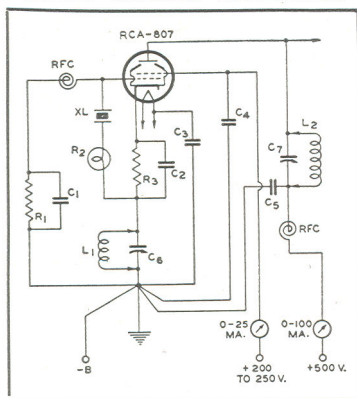 RCA-807
RFC
XL
R2
C1
R1
R3
C2
C3
C4
L2
C7
C5
RFC
L1
C6
0-25
MA.
0-100
MA.
-B
+200
TO 250 V.
+500 V.